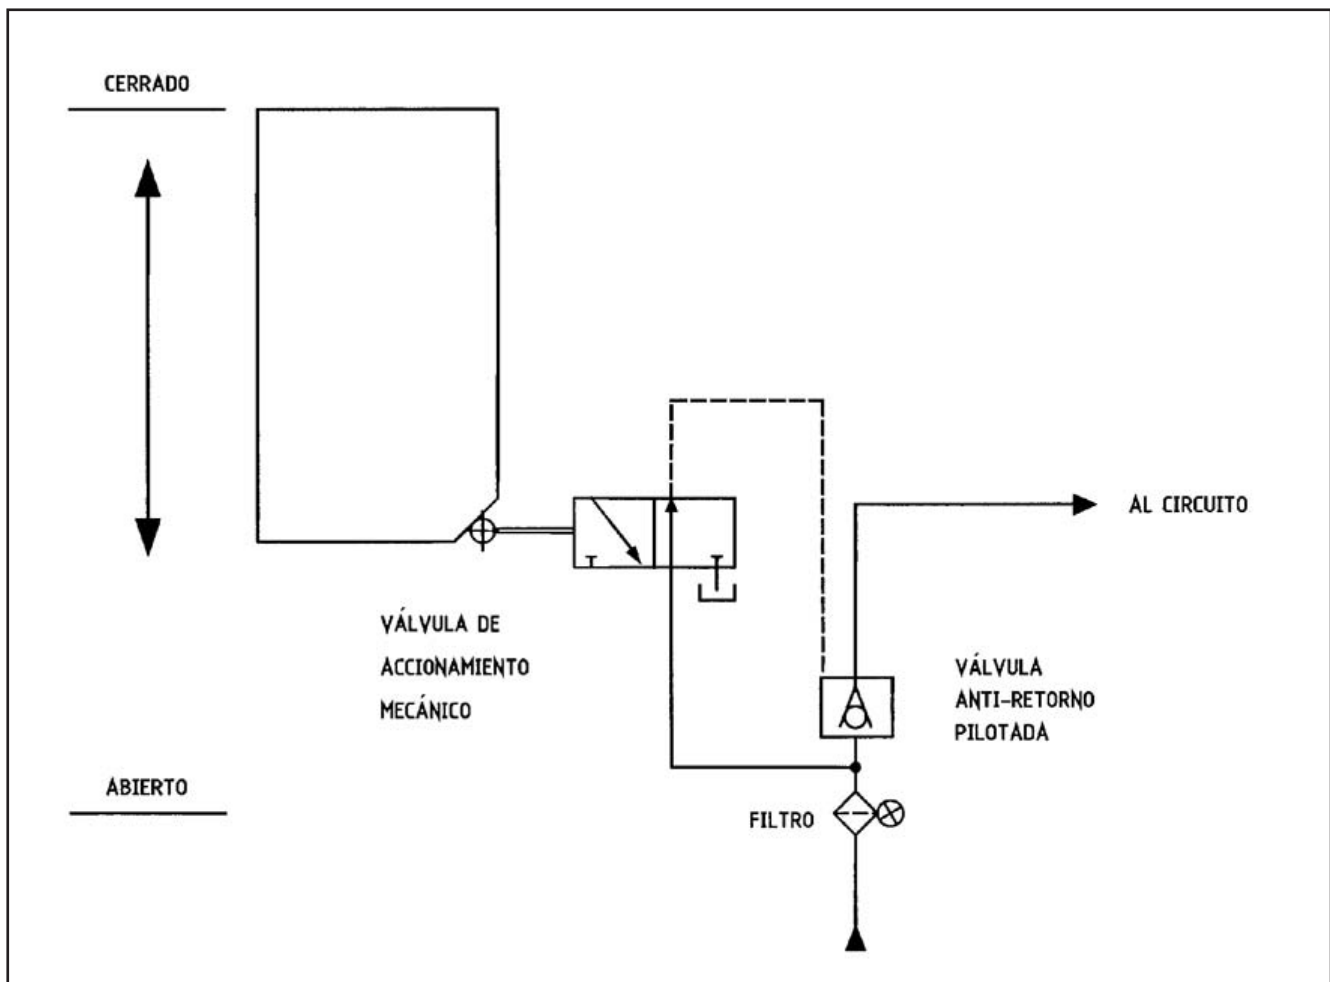 CERRADO
AL CIRCUITO
VÁLVULA DE
ACCIONAMIENTO
MECÁNICO
VÁLVULA
ANTI-RETORNO
PILOTADA
ABIERTO
FILTRO